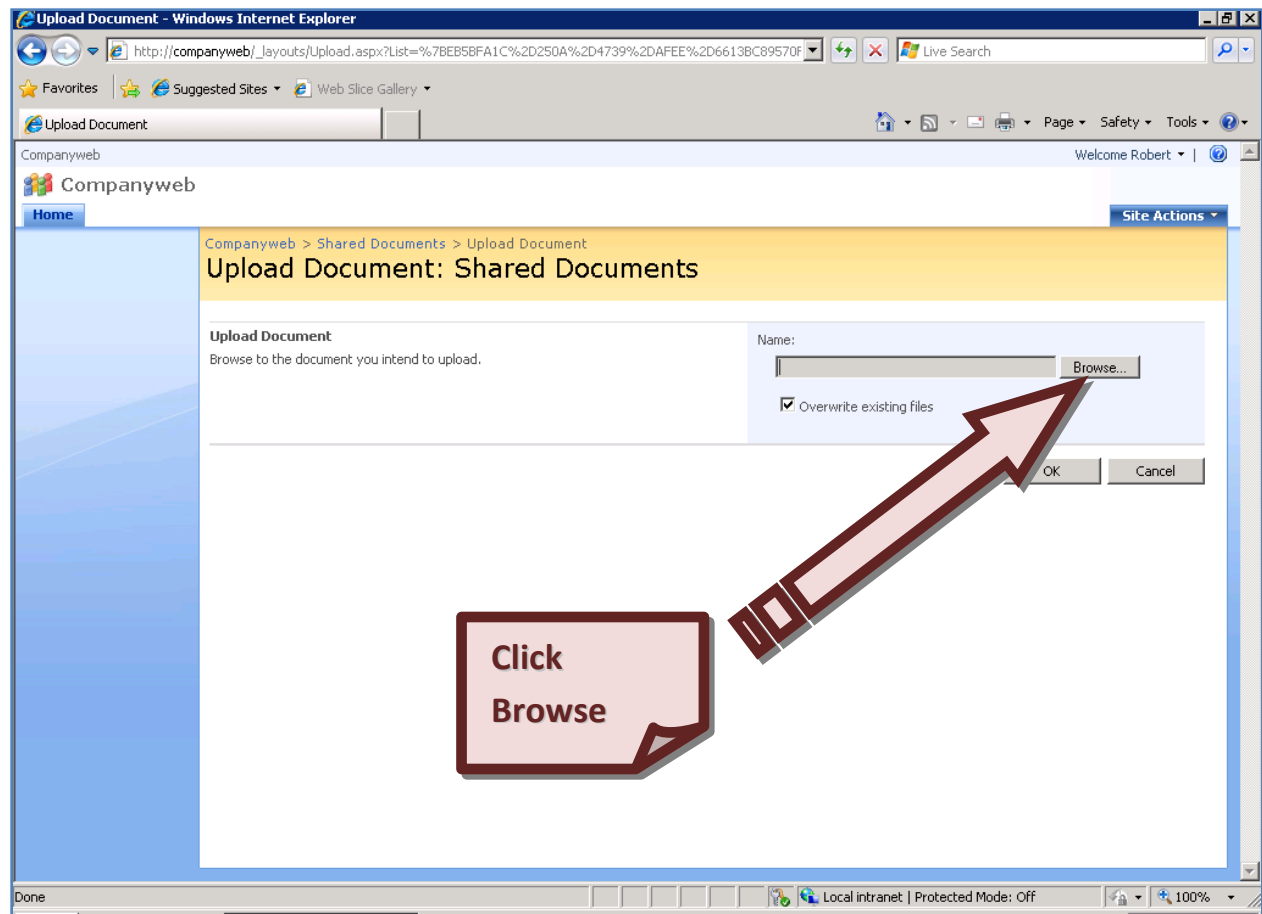 Upload Document - Windows Internet Explorer
http://companyweb/_layouts/Upload.aspx?List=%7BEB5BFA1C%2D250A%2D4739%2DAFEE%2D6613BC89570F
Live Search
Favorites Suggested Sites Web Slice Gallery
Upload Document Page Safety Tools
Companyweb Welcome Robert |
Companyweb
Home Site Actions
Companyweb > Shared Documents > Upload Document
Upload Document: Shared Documents
Upload Document
Browse to the document you intend to upload.
Name:
Browse...
Overwrite existing files
OK Cancel
Click
Browse
Done Local intranet | Protected Mode: Off 100%